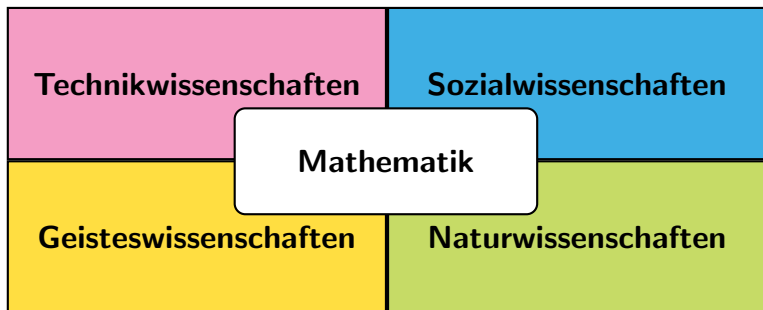 Technikwissenschaften
Sozialwissenschaften
Mathematik
Geisteswissenschaften
Naturwissenschaften